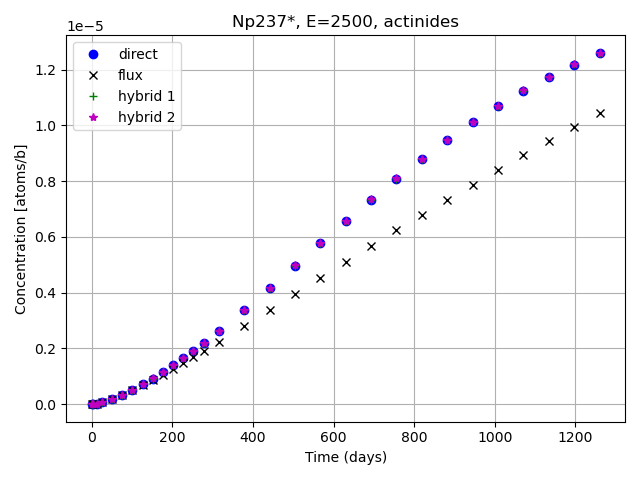 Np237*, E=2500, actinides
1e−5
direct
flux
hybrid 1
hybrid 2
1.2
1.0
0.8
0.6
0.4
0.2
0.0
Concentration [atoms/b]
0 200 400 600 800 1000 1200
Time (days)